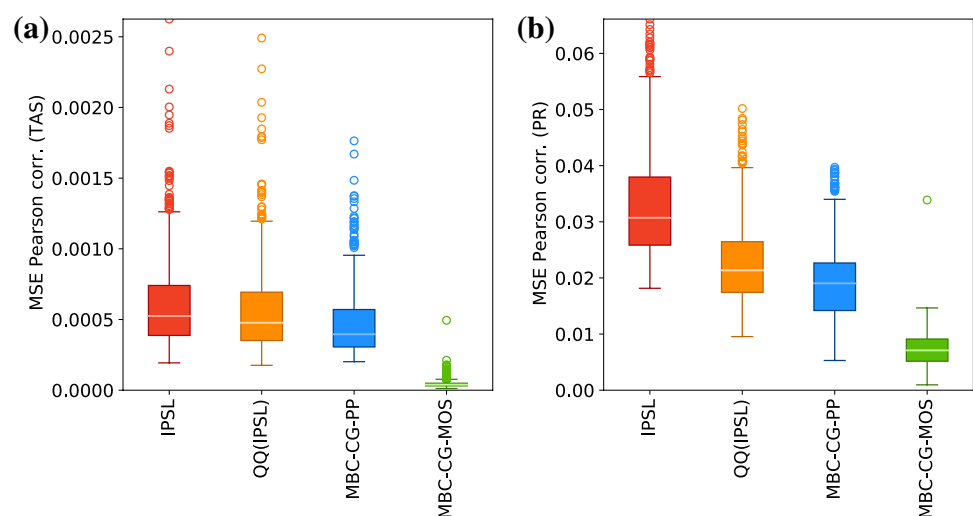 (a)
MSE Pearson corr. (TAS)
0.0025
0.0020
0.0015
0.0010
0.0005
0.0000
IPSL
QQ(IPSL)
MBC-CG-PP
MBC-CG-MOS
(b)
MSE Pearson corr. (PR)
0.06
0.05
0.04
0.03
0.02
0.01
0.00
IPSL
QQ(IPSL)
MBC-CG-PP
MBC-CG-MOS